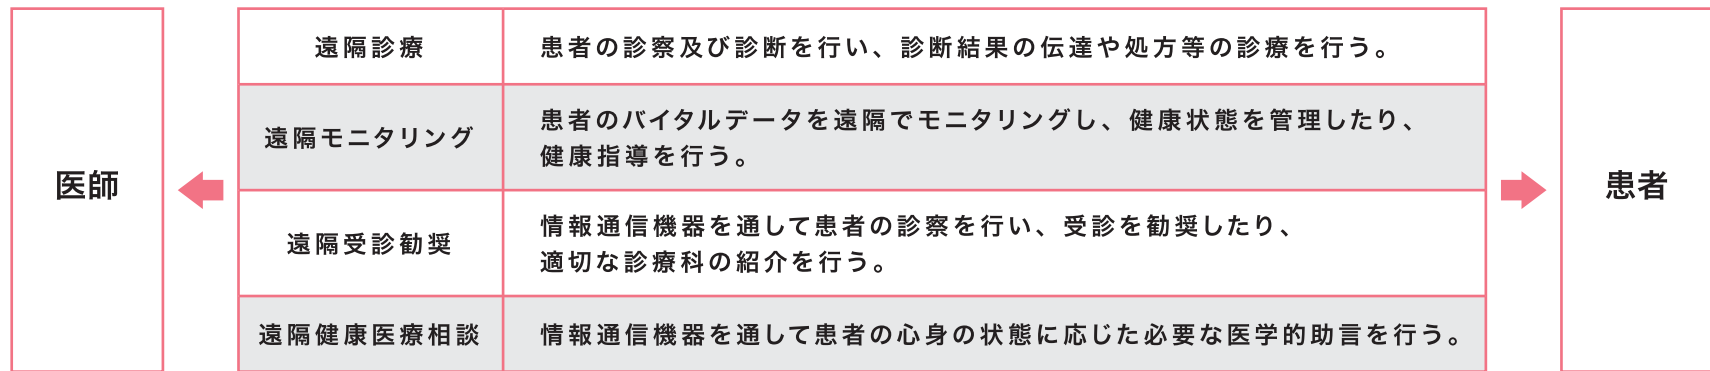 医師
遠隔診療
患者の診察及び診断を行い、診断結果の伝達や処方等の診療を行う。
遠隔モニタリング
患者のバイタルデータを遠隔でモニタリングし、健康状態を管理したり、
健康指導を行う。
遠隔受診勧奨
情報通信機器を通して患者の診察を行い、受診を勧奨したり、
適切な診療科の紹介を行う。
遠隔健康医療相談
情報通信機器を通して患者の心身の状態に応じた必要な医学的助言を行う。
患者